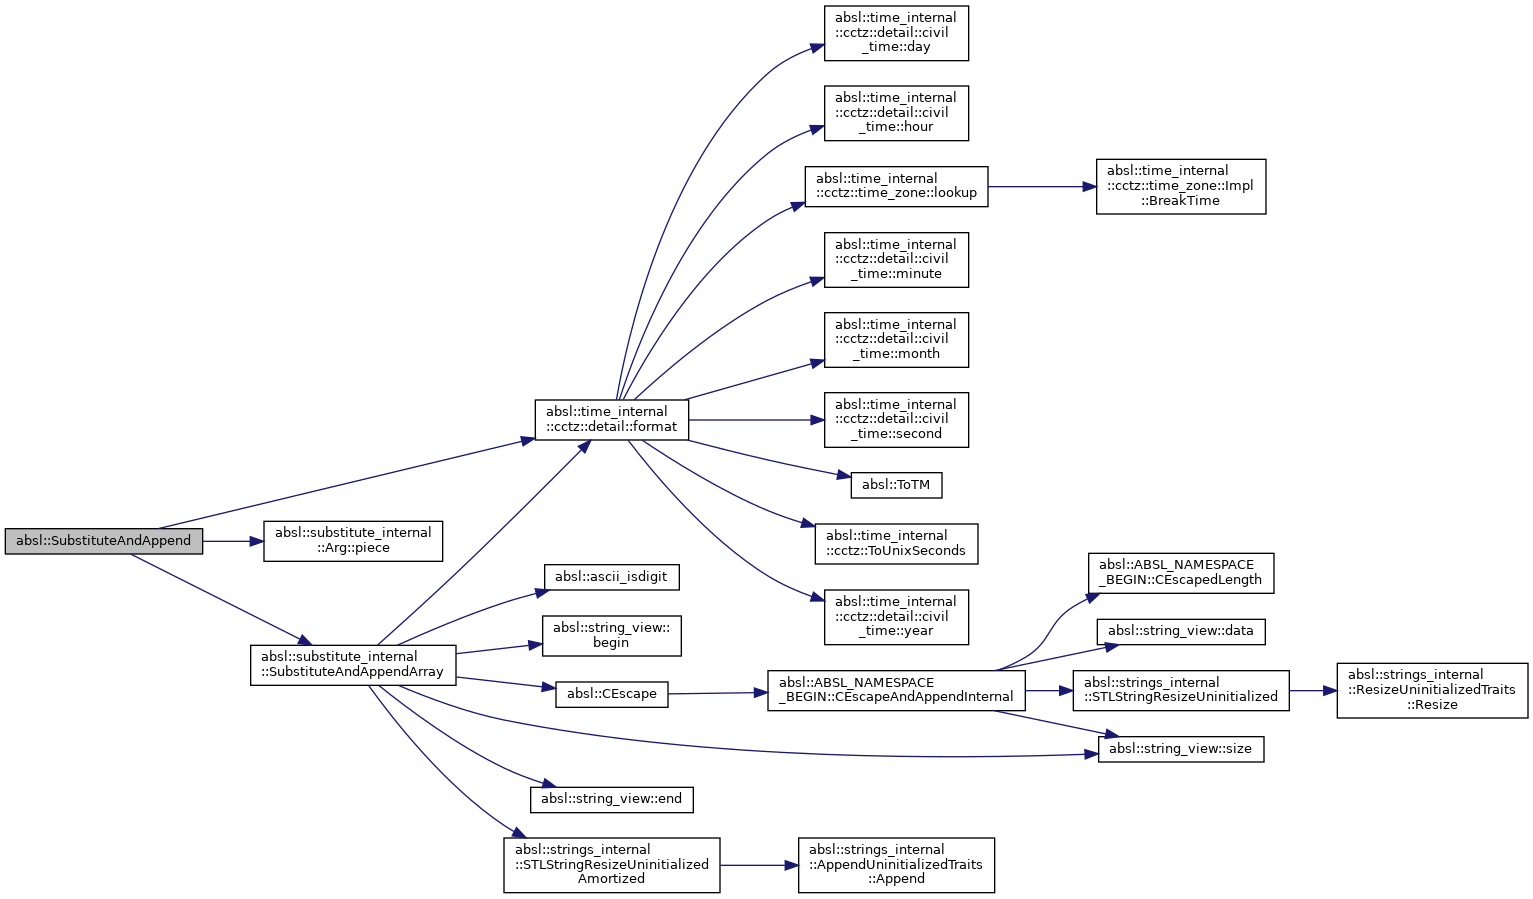 absl::SubstituteAndAppend
absl::time_internal
::cctz::detail::format
absl::time_internal
::cctz::detail::civil
_time::day
absl::time_internal
::cctz::detail::civil
_time::hour
absl::time_internal
::cctz::time_zone::lookup
absl::time_internal
::cctz::time_zone::Impl
::BreakTime
absl::time_internal
::cctz::detail::civil
_time::minute
absl::time_internal
::cctz::detail::civil
_time::month
absl::time_internal
::cctz::detail::civil
_time::second
absl::ToTM
absl::time_internal
::cctz::ToUnixSeconds
absl::time_internal
::cctz::detail::civil
_time::year
absl::substitute_internal
::Arg::piece
absl::substitute_internal
::SubstituteAndAppendArray
absl::ascii_isdigit
absl::string_view::
begin
absl::CEscape
absl::ABSL_NAMESPACE
_BEGIN::CEscapeAndAppendInternal
absl::ABSL_NAMESPACE
_BEGIN::CEscapedLength
absl::string_view::data
absl::strings_internal
::STLStringResizeUninitialized
absl::strings_internal
::ResizeUninitializedTraits
::Resize
absl::string_view::size
absl::string_view::end
absl::strings_internal
::STLStringResizeUninitialized
Amortized
absl::strings_internal
::AppendUninitializedTraits
::Append